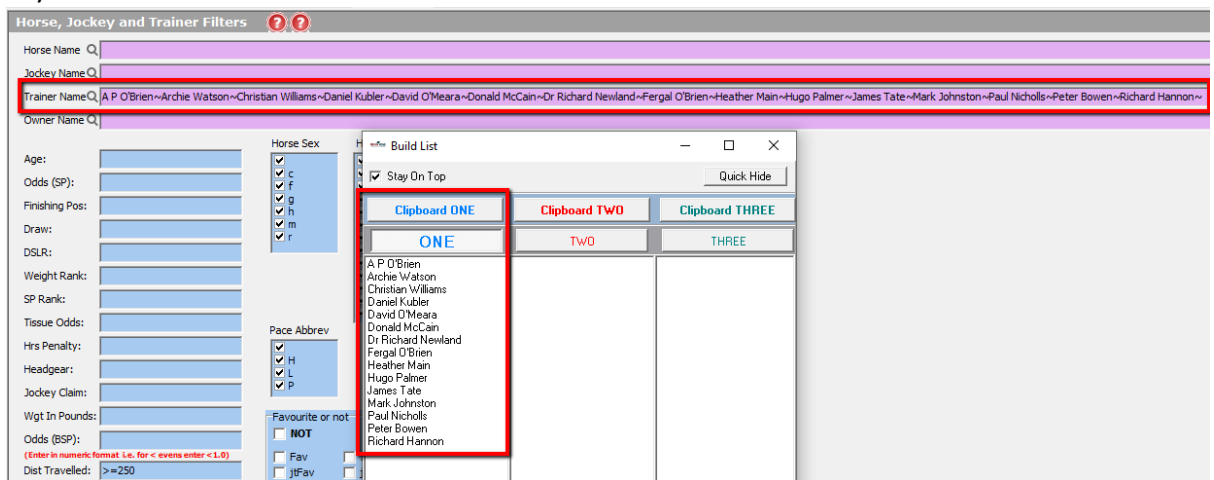 Horse, Jockey and Trainer Filters ? ?
Horse Name
Jockey Name
Trainer Name A P O'Brien~Archie Watson~Christian Williams~Daniel Kubler~David O'Meara~Donald McCain~Dr Richard Newland~Fergal O'Brien~Heather Main~Hugo Palmer~James Tate~Mark Johnston~Paul Nicholls~Peter Bowen~Richard Hannon~
Owner Name
Horse Sex
Build List
Age:
c
Stay On Top
Quick Hide
Odds (SP):
f
Finishing Pos:
g
h
Clipboard ONE
Clipboard TWO
Clipboard THREE
Draw:
m
r
ONE
TWO
THREE
DSLR:
Weight Rank:
SP Rank:
Tissue Odds:
Hrs Penalty:
Headgear:
Jockey Claim:
Wgt In Pounds:
Odds (BSP):
(Enter in numeric format i.e. for < evens enter <1.0)
Dist Travelled: >=250
Pace Abbrev
H
L
P
Favourite or not
NOT
Fav
jtFav
A P O'Brien
Archie Watson
Christian Williams
Daniel Kubler
David O'Meara
Donald McCain
Dr Richard Newland
Fergal O'Brien
Heather Main
Hugo Palmer
James Tate
Mark Johnston
Paul Nicholls
Peter Bowen
Richard Hannon